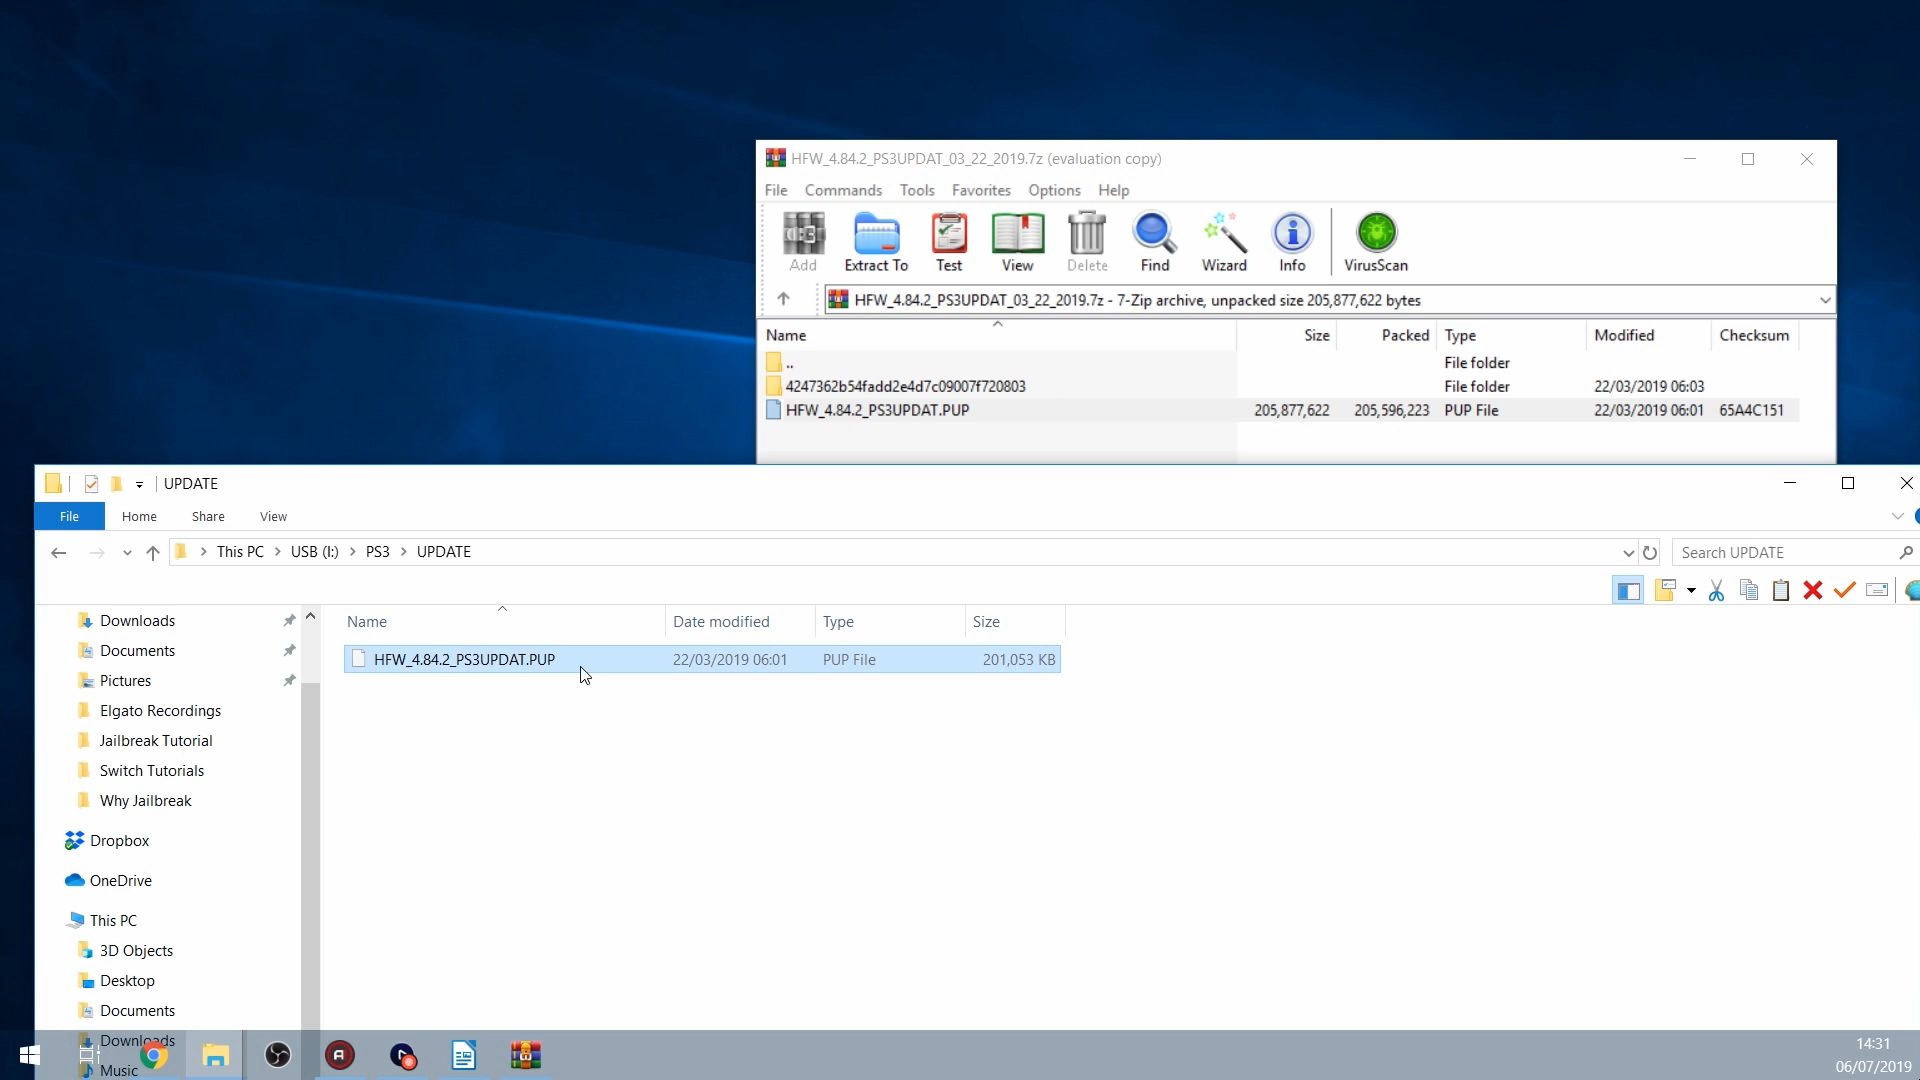 HFW_4.84.2_PS3UPDAT_03_22_2019.7z (evaluation copy)
File Commands Tools Favorites Options Help
Add Extract To Test View Delete Find Wizard Info VirusScan
HFW_4.84.2_PS3UPDAT_03_22_2019.7z - 7-Zip archive, unpacked size 205,877,622 bytes
Name Size Packed Type Modified Checksum
.. File folder
4247362b54fadd2e4d7c09007f720803 File folder 22/03/2019 06:03
HFW_4.84.2_PS3UPDAT.PUP 205,877,622 205,596,223 PUP File 22/03/2019 06:01 65A4C151
UPDATE
File Home Share View
This PC > USB (I:) > PS3 > UPDATE
Search UPDATE
Name Date modified Type Size
HFW_4.84.2_PS3UPDAT.PUP 22/03/2019 06:01 PUP File 201,053 KB
Downloads
Documents
Pictures
Elgato Recordings
Jailbreak Tutorial
Switch Tutorials
Why Jailbreak
Dropbox
OneDrive
This PC
3D Objects
Desktop
Documents
Downloads
Music
14:31
06/07/2019